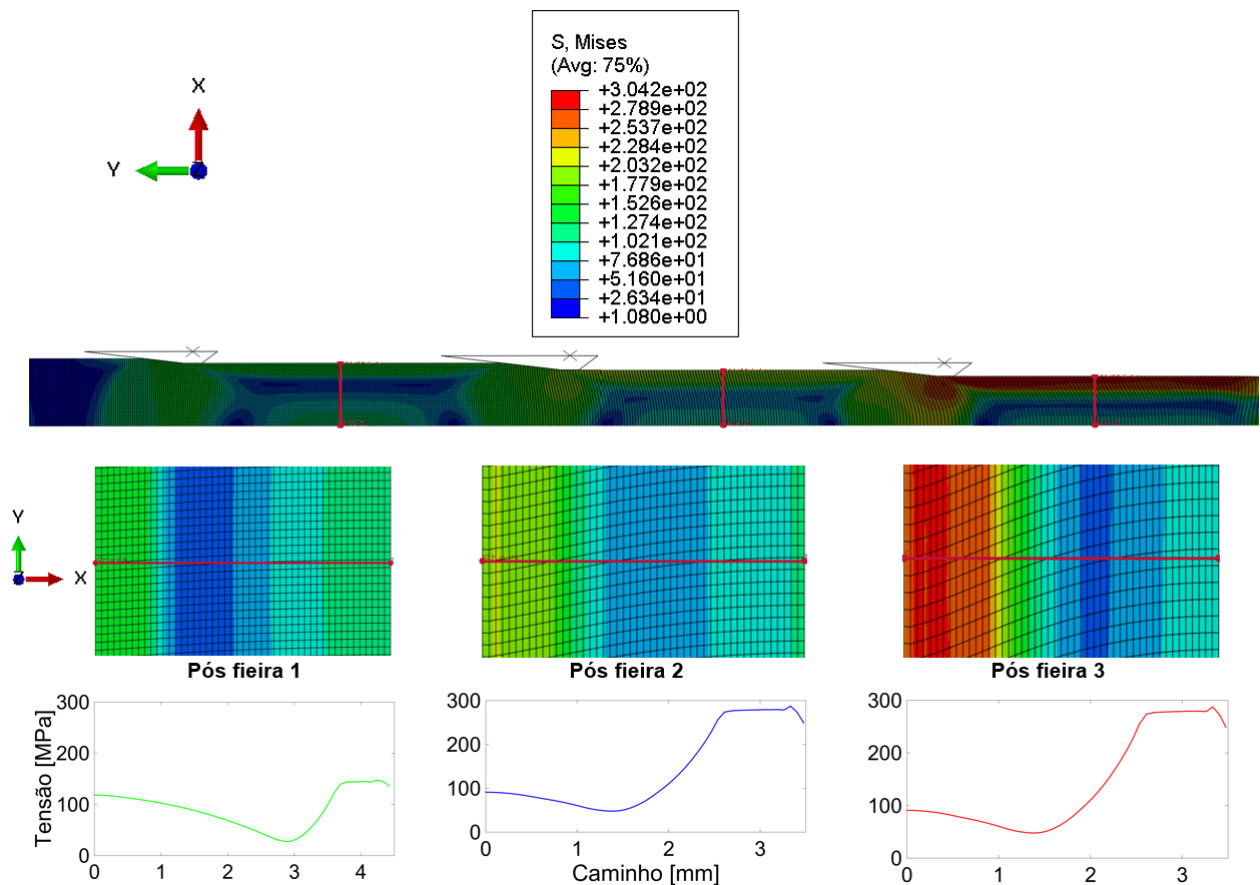 S, Mises
(Avg: 75%)
+3.042e+02
+2.789e+02
+2.537e+02
+2.284e+02
+2.032e+02
+1.779e+02
+1.526e+02
+1.274e+02
+1.021e+02
+7.686e+01
+5.160e+01
+2.634e+01
+1.080e+00
X
Y
Z
Y
X
Z
Pós fieira 1
Pós fieira 2
Pós fieira 3
Tensão [MPa]
300
200
100
0
0
1
2
3
4
300
200
100
0
0
1
2
3
Caminho [mm]
300
200
100
0
0
1
2
3